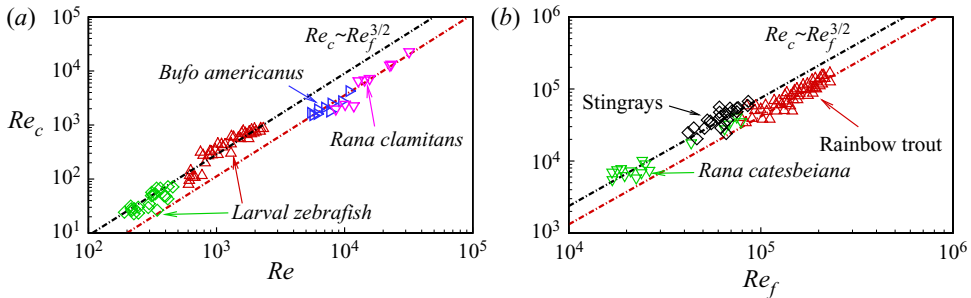 (a)
Re_c
10^5
10^4
10^3
10^2
10^1
10^2
10^3
10^4
10^5
Re
Re_c~Re_f^{3/2}
Bufo americanus
Rana clamitans
Larval zebrafish
(b)
10^6
10^5
10^4
10^3
10^4
10^5
10^6
Re_f
Re_c~Re_f^{3/2}
Stingrays
Rainbow trout
Rana catesbeiana